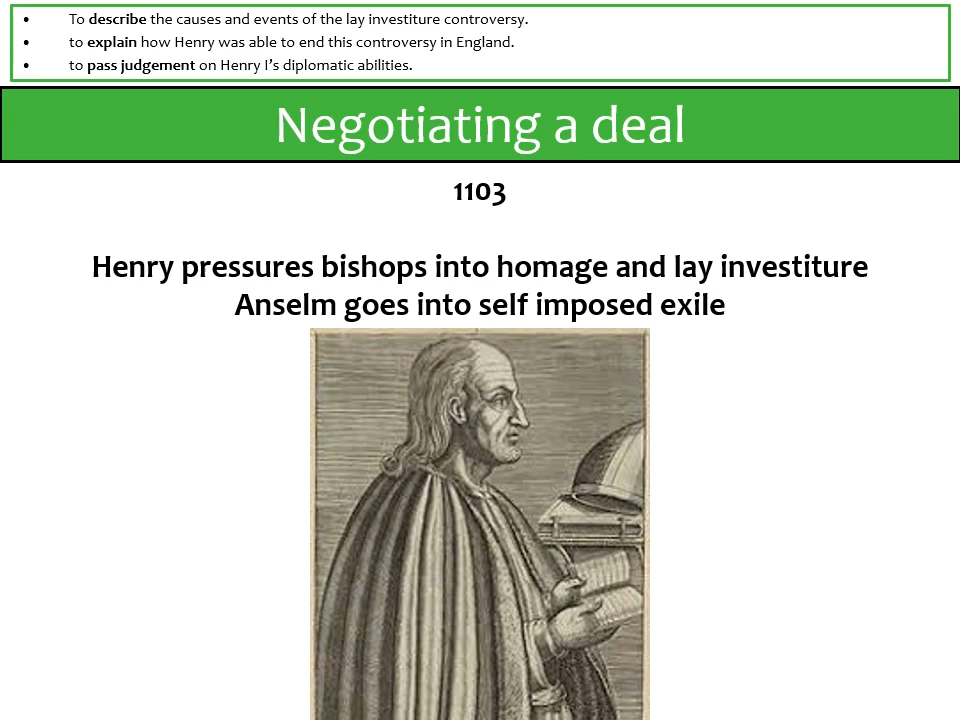 • To describe the causes and events of the lay investiture controversy.
• to explain how Henry was able to end this controversy in England.
• to pass judgement on Henry I’s diplomatic abilities.
Negotiating a deal
1103
Henry pressures bishops into homage and lay investiture
Anselm goes into self imposed exile